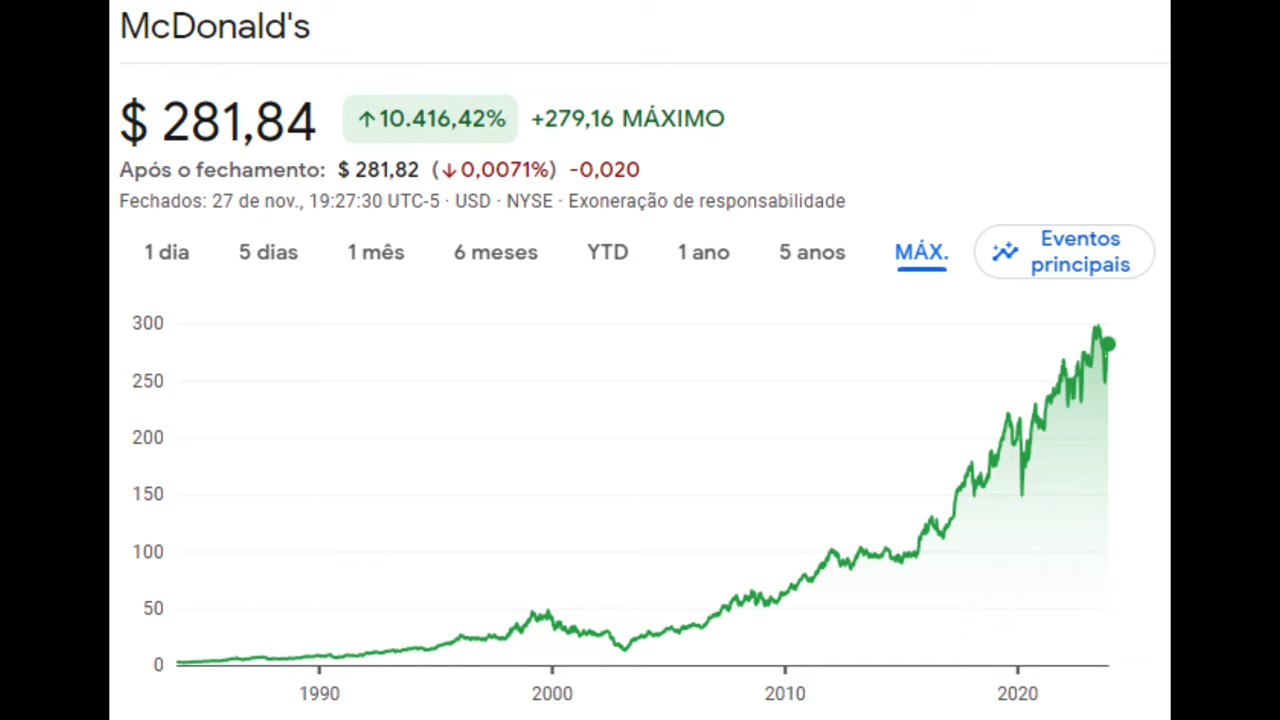 McDonald's
$ 281,84 ↑10.416,42% +279,16 MÁXIMO
Após o fechamento: $ 281,82 (↓0,0071%) -0,020
Fechados: 27 de nov., 19:27:30 UTC-5 · USD · NYSE · Exoneração de responsabilidade
1 dia 5 dias 1 mês 6 meses YTD 1 ano 5 anos MÁX. Eventos
principais
300
250
200
150
100
50
0
1990 2000 2010 2020